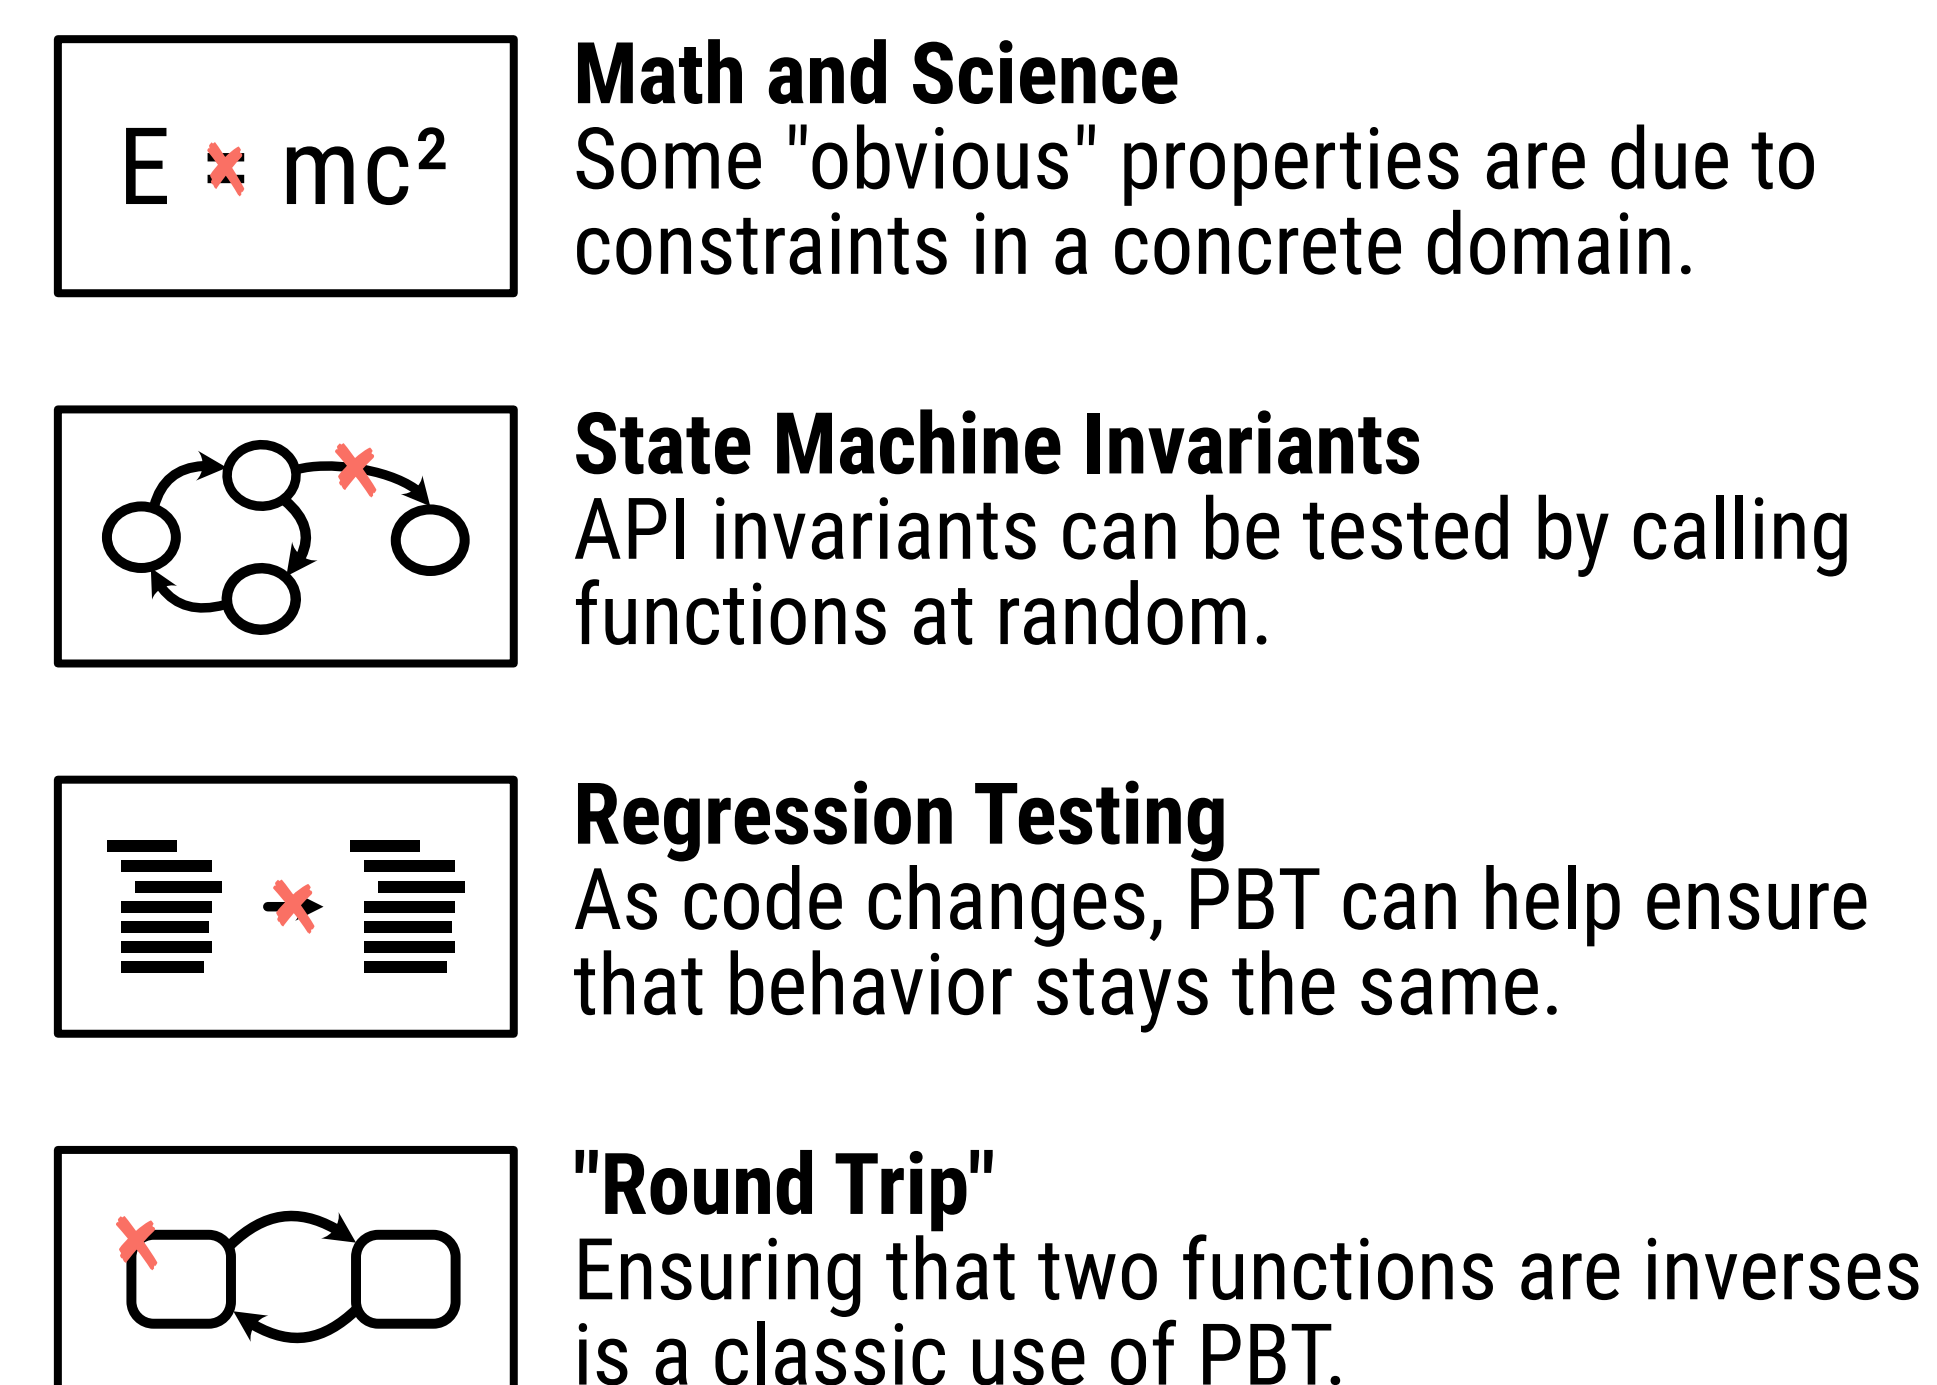 E = mc²
Math and Science
Some "obvious" properties are due to
constraints in a concrete domain.
State Machine Invariants
API invariants can be tested by calling
functions at random.
Regression Testing
As code changes, PBT can help ensure
that behavior stays the same.
"Round Trip"
Ensuring that two functions are inverses
is a classic use of PBT.